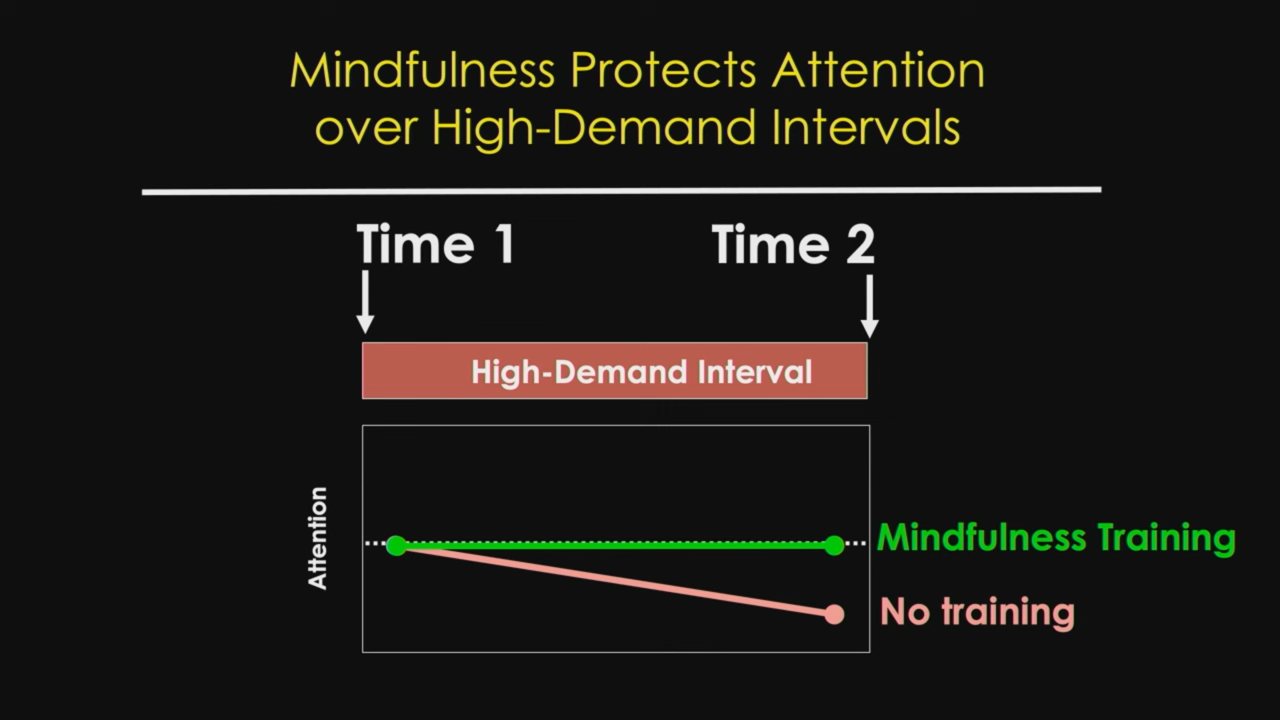 Mindfulness Protects Attention
over High-Demand Intervals
Time 1
Time 2
High-Demand Interval
Attention
Mindfulness Training
No training